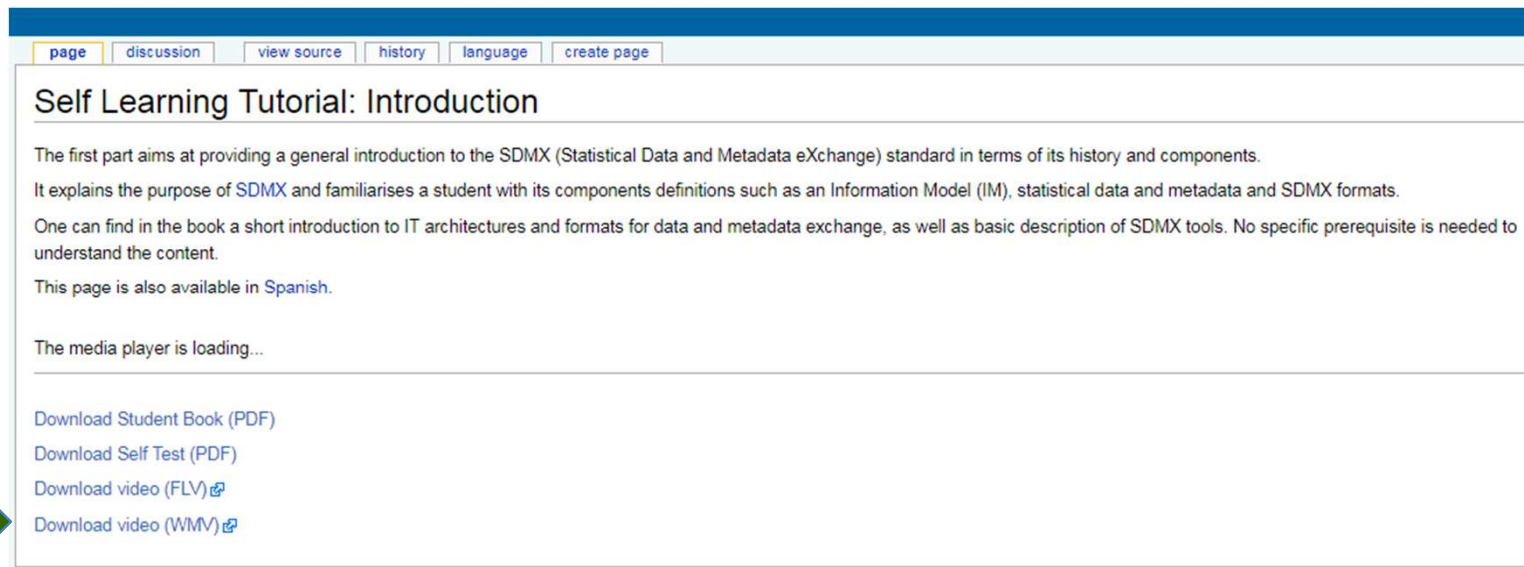 page discussion view source history language create page
Self Learning Tutorial: Introduction
The first part aims at providing a general introduction to the SDMX (Statistical Data and Metadata eXchange) standard in terms of its history and components.
It explains the purpose of SDMX and familiarises a student with its components definitions such as an Information Model (IM), statistical data and metadata and SDMX formats.
One can find in the book a short introduction to IT architectures and formats for data and metadata exchange, as well as basic description of SDMX tools. No specific prerequisite is needed to
understand the content.
This page is also available in Spanish.
The media player is loading...
Download Student Book (PDF)
Download Self Test (PDF)
Download video (FLV)
Download video (WMV)